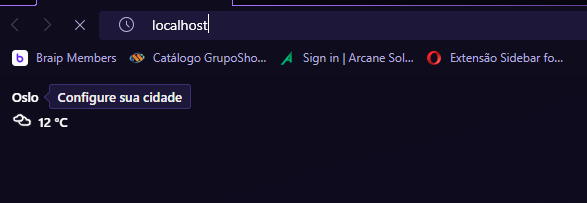 localhost
Braip Members
Catálogo GrupoSho...
Sign in | Arcane Sol...
Extensão Sidebar fo...
Oslo
Configure sua cidade
12 °C